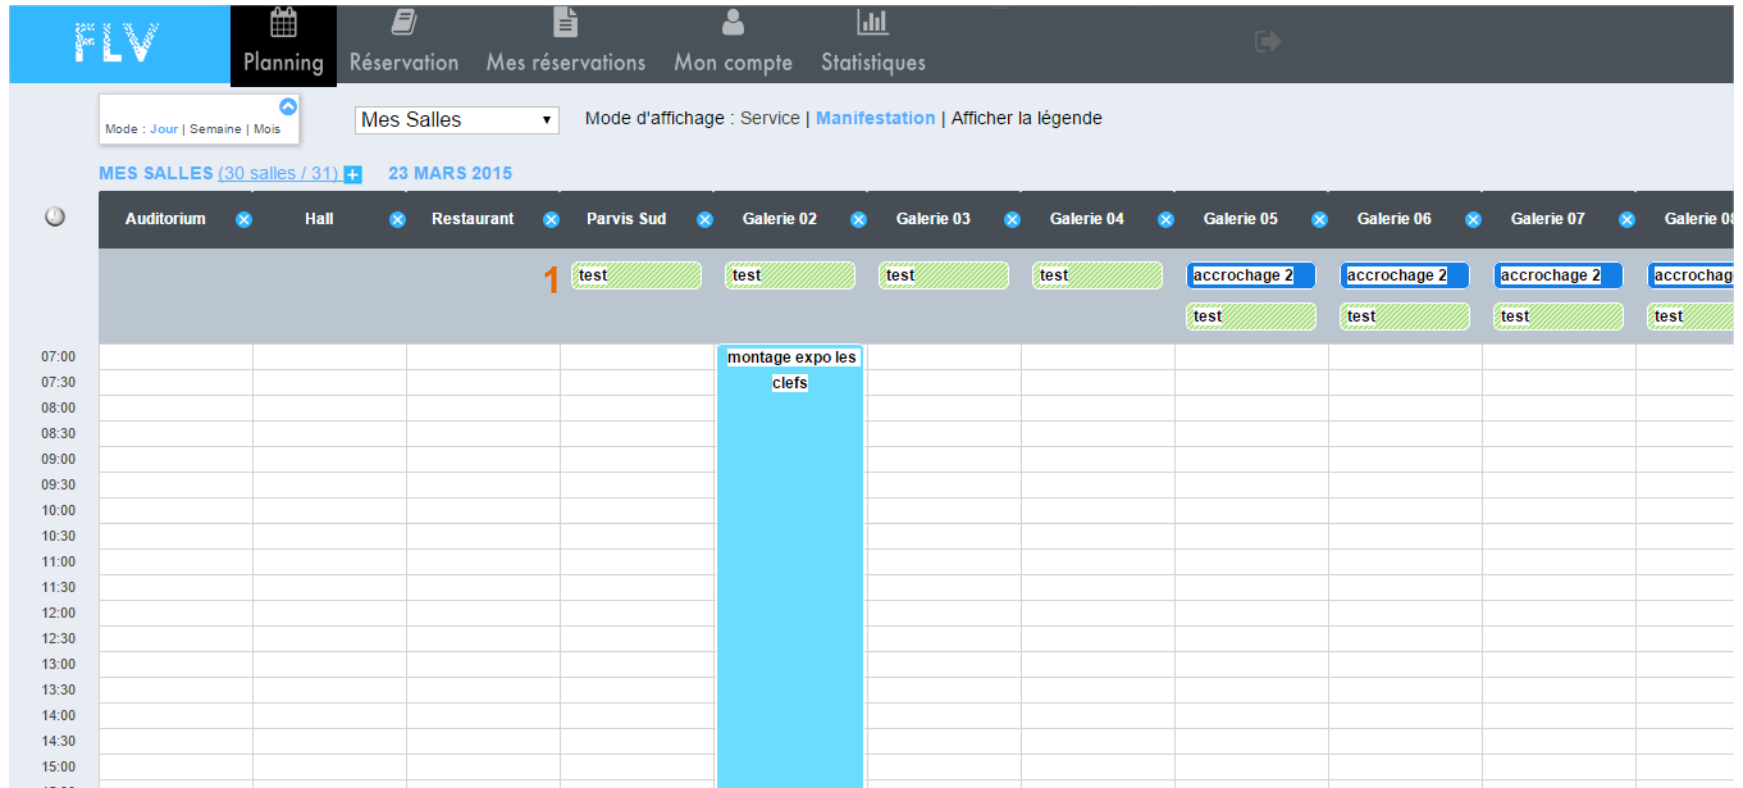 FLV
Planning Réservation Mes réservations Mon compte Statistiques
Mode : Jour | Semaine | Mois
Mes Salles
Mode d'affichage : Service | Manifestation | Afficher la légende
MES SALLES (30 salles / 31) 23 MARS 2015
Auditorium Hall Restaurant Parvis Sud Galerie 02 Galerie 03 Galerie 04 Galerie 05 Galerie 06 Galerie 07 Galerie 08
1 test test test test accrochage 2 accrochage 2 accrochage 2 accrochag
test test test test
07:00 montage expo les
07:30 clefs
08:00
08:30
09:00
09:30
10:00
10:30
11:00
11:30
12:00
12:30
13:00
13:30
14:00
14:30
15:00